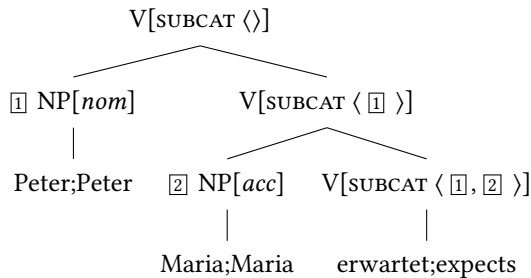 V[SUBCAT ⟨⟩]
1 NP[nom] V[SUBCAT ⟨ 1 ⟩]
Peter;Peter 2 NP[acc] V[SUBCAT ⟨ 1, 2 ⟩]
Maria;Maria erwartet;expects